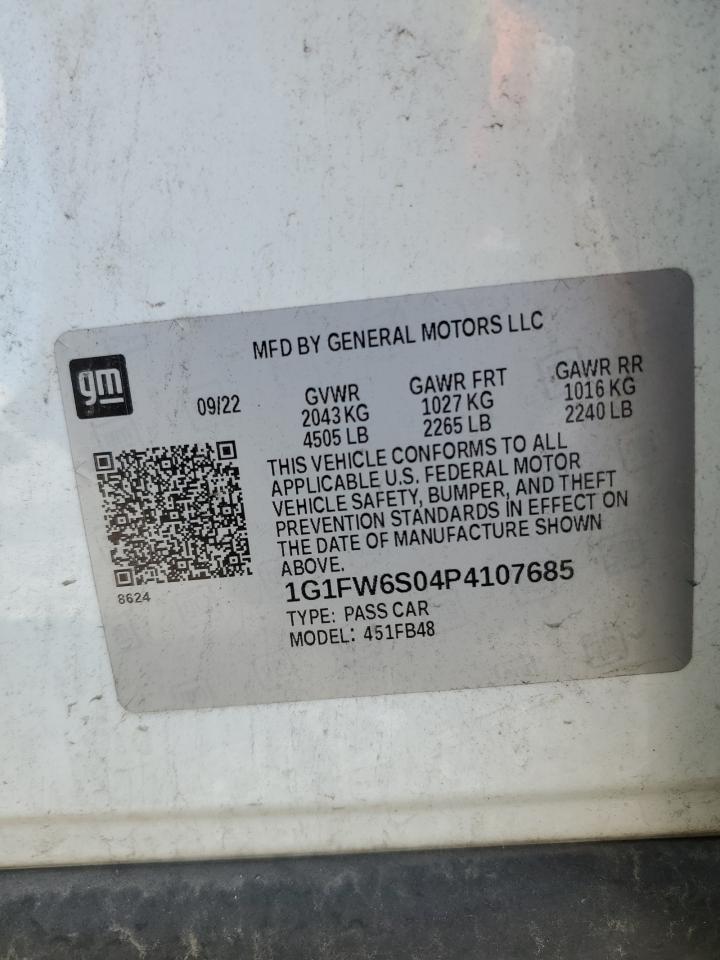 MFD BY GENERAL MOTORS LLC
gm
09/22
GVWR
2043 KG
4505 LB
GAWR FRT
1027 KG
2265 LB
GAWR RR
1016 KG
2240 LB
THIS VEHICLE CONFORMS TO ALL
APPLICABLE U.S. FEDERAL MOTOR
VEHICLE SAFETY, BUMPER, AND THEFT
PREVENTION STANDARDS IN EFFECT ON
THE DATE OF MANUFACTURE SHOWN
ABOVE.
8624
1G1FW6S04P4107685
TYPE: PASS CAR
MODEL: 451FB48